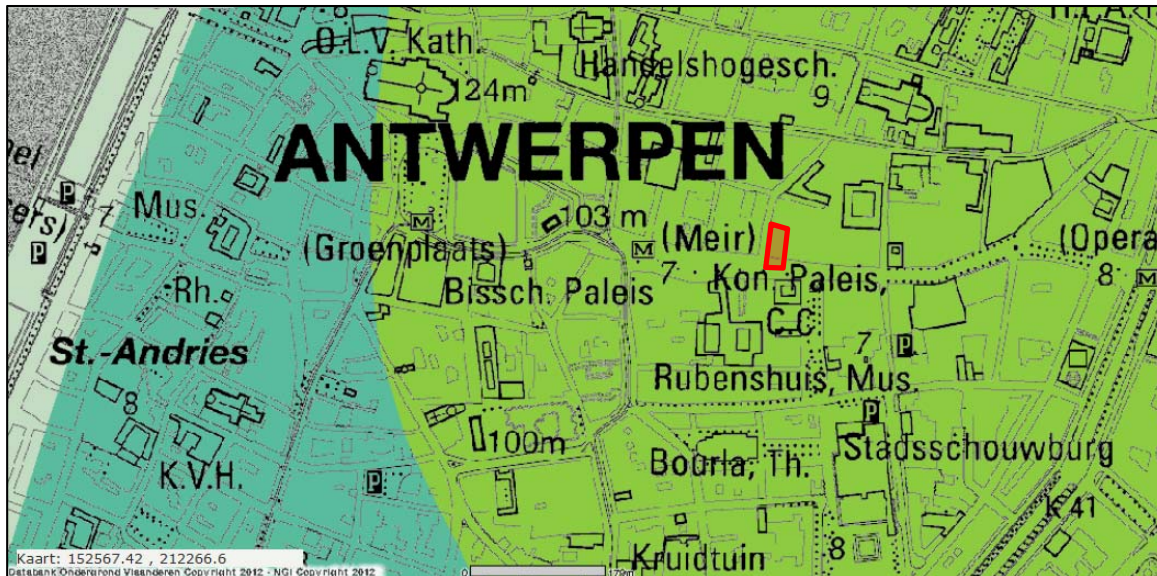 O.L.V. Kath.
Handelshogesch.
124m
9
ANTWERPEN
P
7
Mus.
M
103 m
M
(Meir)
(Opera
P
(Groenplaats)
7
Kon. Paleis,
8
M
Rh.
Bissch. Paleis
C.C.
St.-Andries
7
P
Rubenshuis, Mus.
8
P
100m
Bourla, Th.
Stadsschouwburg
K.V.H.
P
K 41
8
Kruidtuin
Kaart: 152567.42 , 212266.6
Databank Ondergrond Vlaanderen Copyright 2012 - NGI Copyright 2012
0
179m